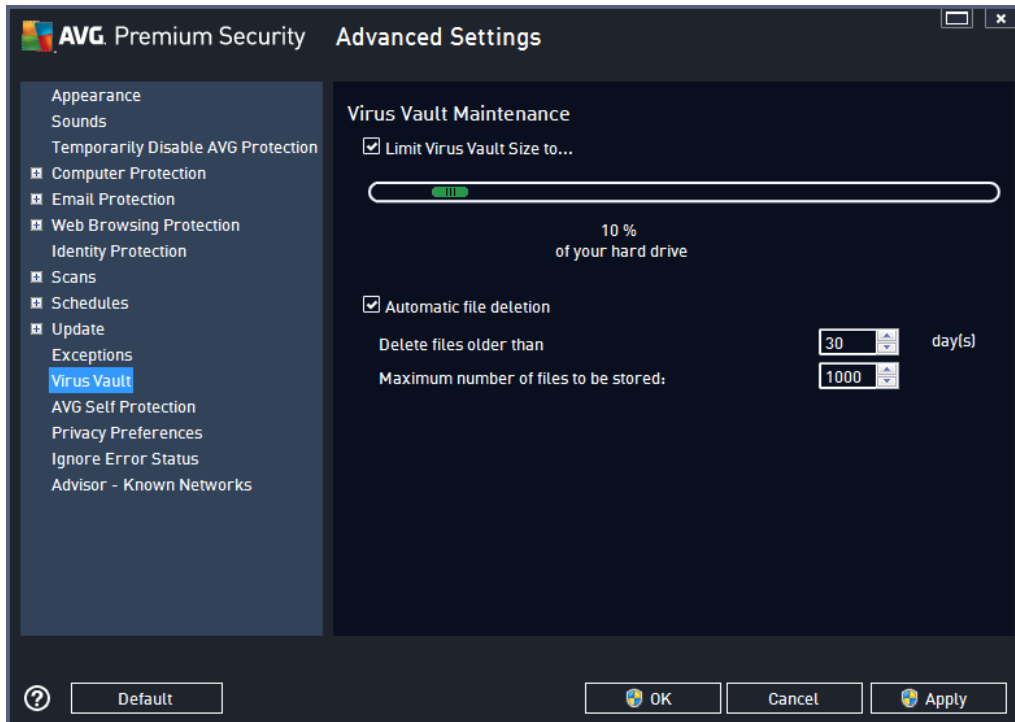 AVG. Premium Security
Advanced Settings
Appearance
Sounds
Temporarily Disable AVG Protection
Computer Protection
Email Protection
Web Browsing Protection
Identity Protection
Scans
Schedules
Update
Exceptions
Virus Vault
AVG Self Protection
Privacy Preferences
Ignore Error Status
Advisor - Known Networks
Virus Vault Maintenance
Limit Virus Vault Size to...
10 %
of your hard drive
Automatic file deletion
Delete files older than 30 day(s)
Maximum number of files to be stored: 1000
? Default OK Cancel Apply